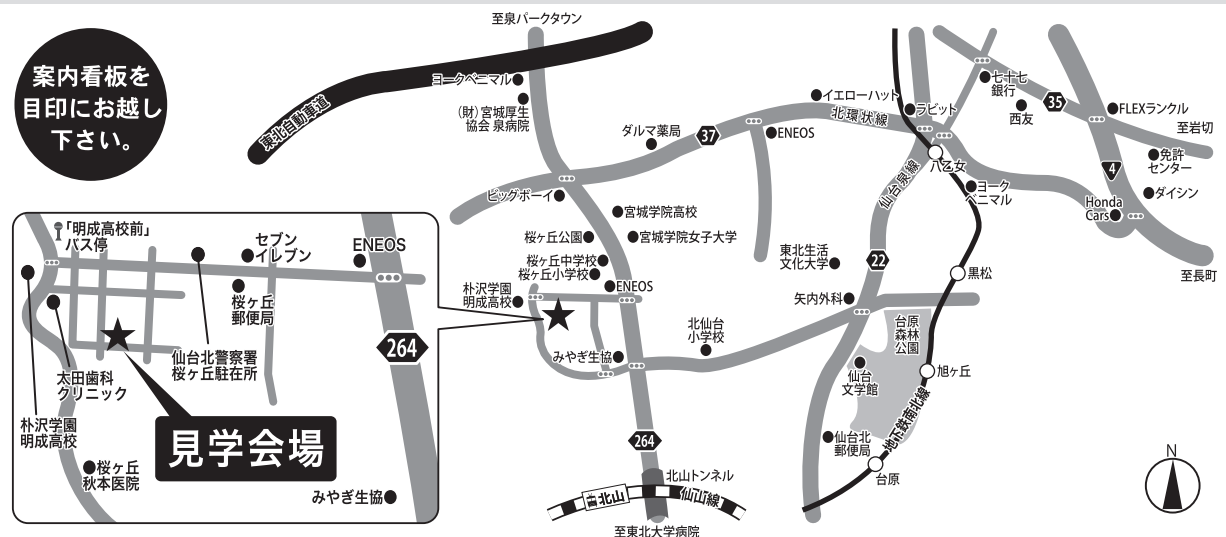 案内看板を
目印にお越し
下さい。
至泉パークタウン
東北自動車道
ヨークベニマル
(財)宮城厚生
協会 泉病院
ダルマ薬局
37
ENEOS
イエローハット
北環状線
ラビット
七十七
銀行
西友
35
FLEXランクル
至岩切
免許
センター
4
ダイシン
Honda
Cars
至長町
八乙女
ヨーク
ベニマル
仙台泉線
22
黒松
東北生活
文化大学
矢内外科
台原
森林
公園
旭ヶ丘
仙台
文学館
地下鉄南北線
仙台北
郵便局
台原
ビッグボーイ
宮城学院高校
桜ヶ丘公園
宮城学院女子大学
桜ヶ丘中学校
桜ヶ丘小学校
ENEOS
朴沢学園
明成高校
北仙台
小学校
みやぎ生協
264
北山トンネル
北山
仙山線
至東北大学病院
N
「明成高校前」
バス停
セブン
イレブン
ENEOS
桜ヶ丘
郵便局
264
仙台北警察署
桜ヶ丘駐在所
太田歯科
クリニック
朴沢学園
明成高校
見学会場
桜ヶ丘
秋本医院
みやぎ生協